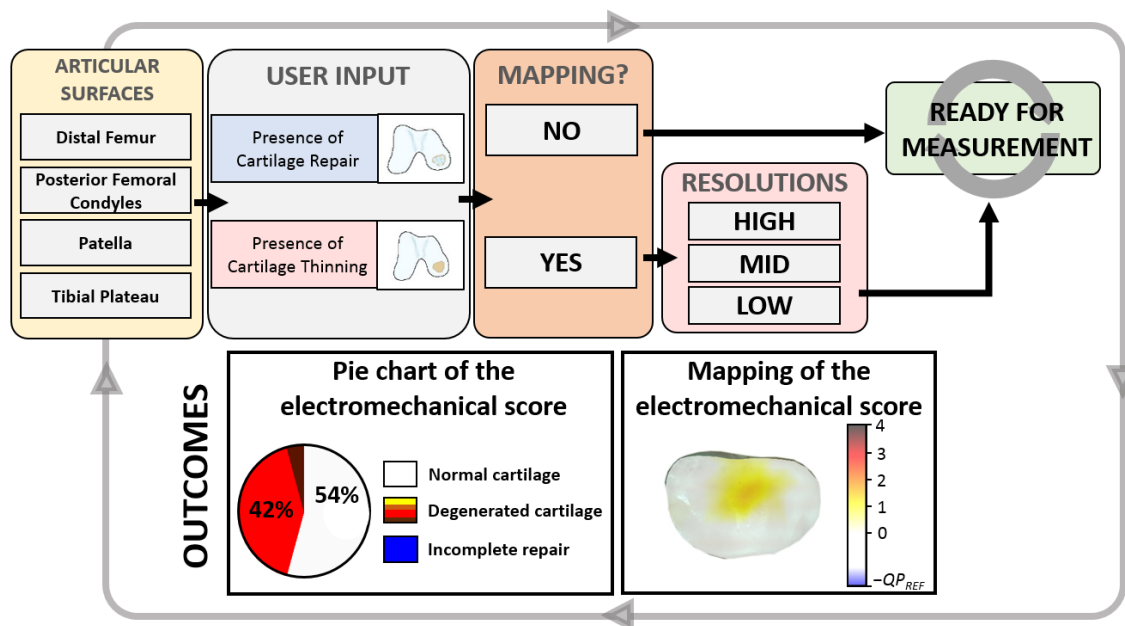 ARTICULAR
SURFACES
Distal Femur
Posterior Femoral
Condyles
Patella
Tibial Plateau
USER INPUT
Presence of
Cartilage Repair
Presence of
Cartilage Thinning
MAPPING?
NO
YES
RESOLUTIONS
HIGH
MID
LOW
READY FOR
MEASUREMENT
OUTCOMES
Pie chart of the
electromechanical score
42%
54%
Normal cartilage
Degenerated cartilage
Incomplete repair
Mapping of the
electromechanical score
4
3
2
1
0
−QP REF